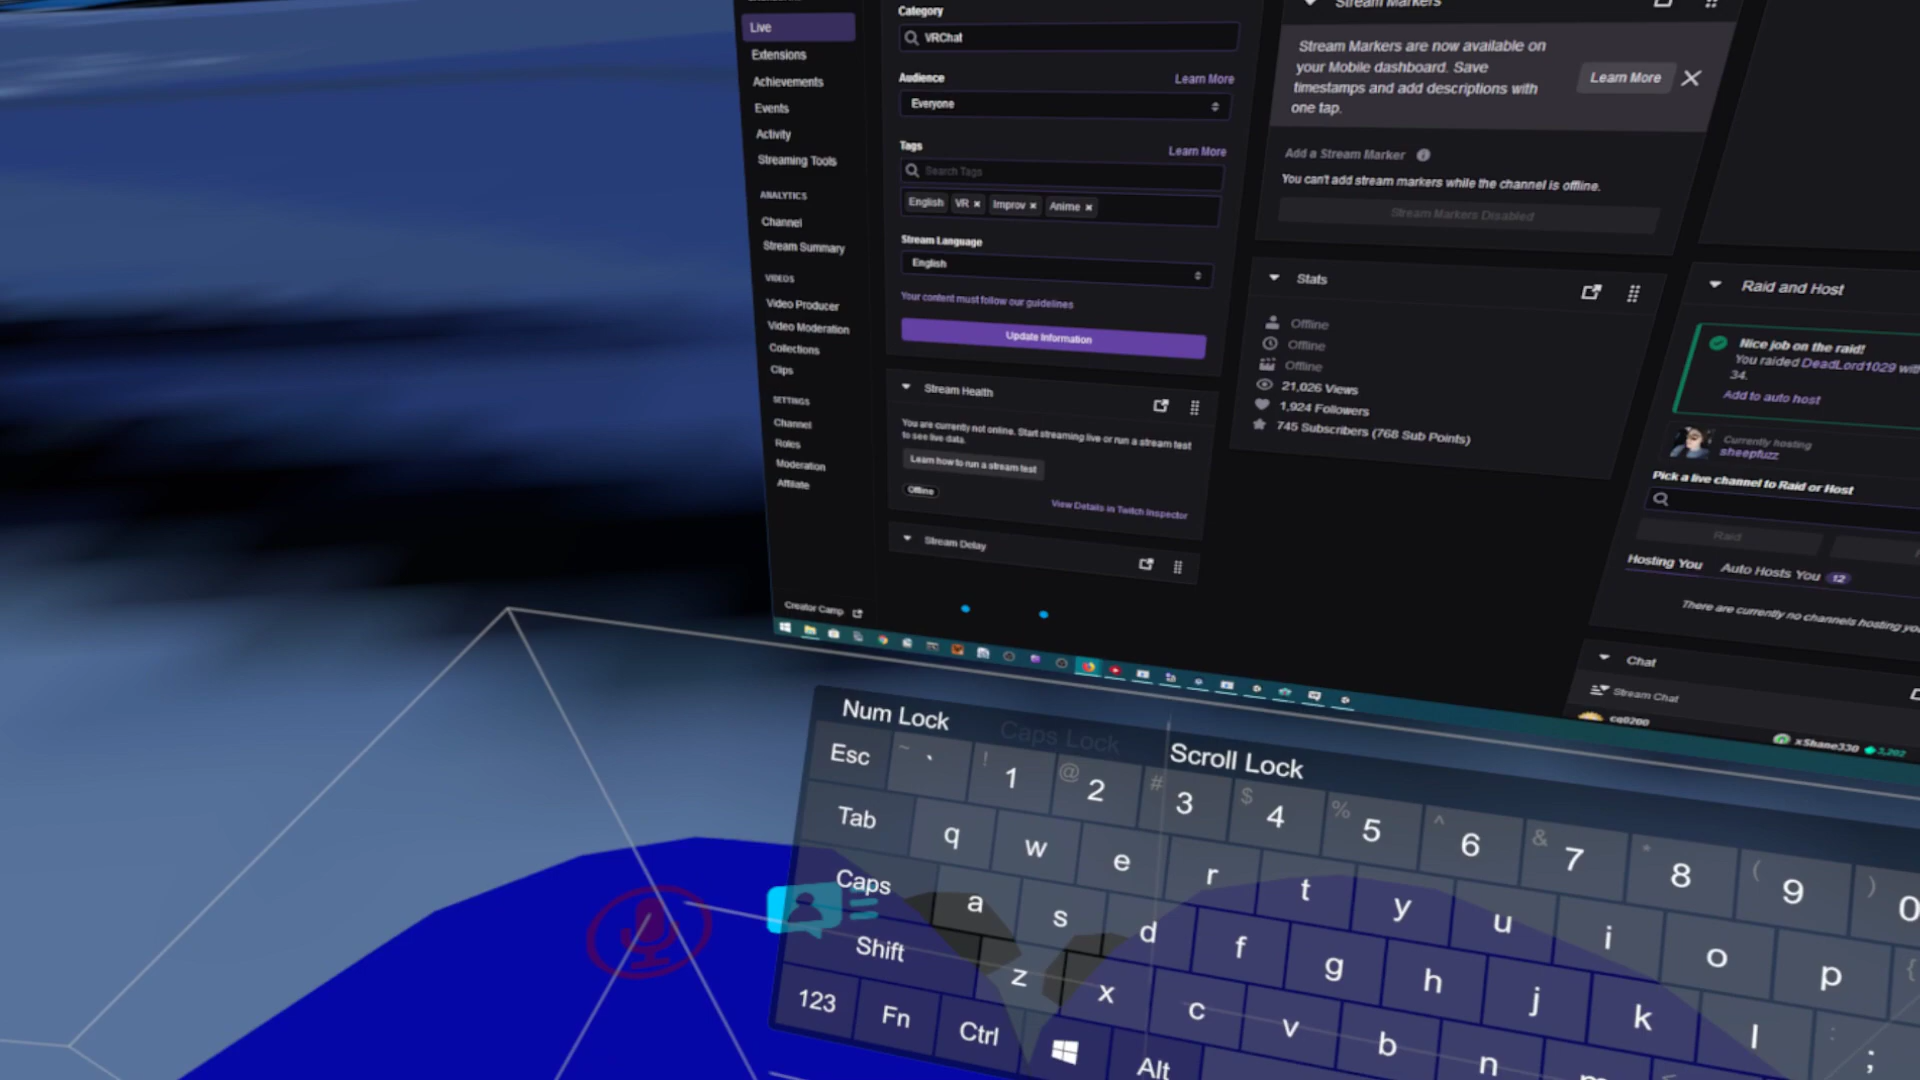 Live
Extensions
Achievements
Events
Activity
Streaming Tools
ANALYTICS
Channel
Stream Summary
VIDEOS
Video Producer
Video Moderation
Collections
Clips
SETTINGS
Channel
Roles
Moderation
Affiliate
Creator Camp
Category
VRChat
Audience
Learn More
Everyone
Tags
Learn More
Search Tags
English VR × Improv × Anime ×
Stream Language
English
Your content must follow our guidelines
Update Information
Stream Health
You are currently not online. Start streaming live or run a stream test
to see live data.
Learn how to run a stream test
Offline
View Details in Twitch Inspector
Stream Delay
Stream Markers
Stream Markers are now available on
your Mobile dashboard. Save
timestamps and add descriptions with
one tap.
Learn More
Add a Stream Marker
You can't add stream markers while the channel is offline.
Stream Markers Disabled
Stats
Offline
Offline
Offline
21,026 Views
1,924 Followers
745 Subscribers (768 Sub Points)
Raid and Host
Nice job on the raid!
You raided DeadLord1029 with
34.
Add to auto host
Currently hosting
sheepfuzz
Pick a live channel to Raid or Host
Raid
Hosting You Auto Hosts You 12
There are currently no channels hosting you
Chat
Stream Chat
cq0200
xShane330 3,202
Num Lock Caps Lock Scroll Lock
Esc ~ ` ! 1 @ 2 # 3 $ 4 % 5 ^ 6 & 7 * 8 ( 9 ) 0
Tab q w e r t y u i o p {
Caps a s d f g h j k l : ;
Shift z x c v b n m <
123 Fn Ctrl Alt